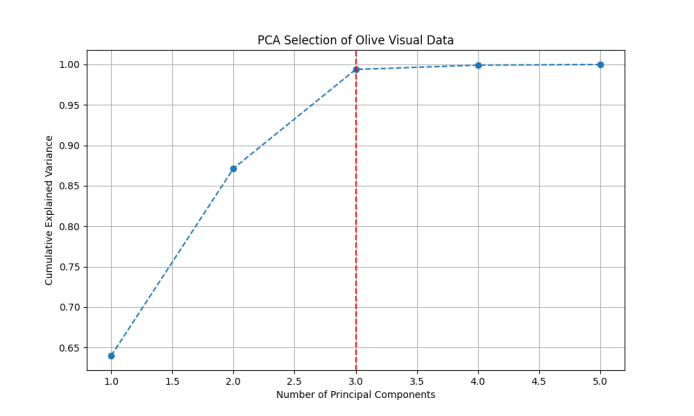 PCA Selection of Olive Visual Data
1.00
0.95
0.90
0.85
0.80
0.75
0.70
0.65
Cumulative Explained Variance
1.0 1.5 2.0 2.5 3.0 3.5 4.0 4.5 5.0
Number of Principal Components